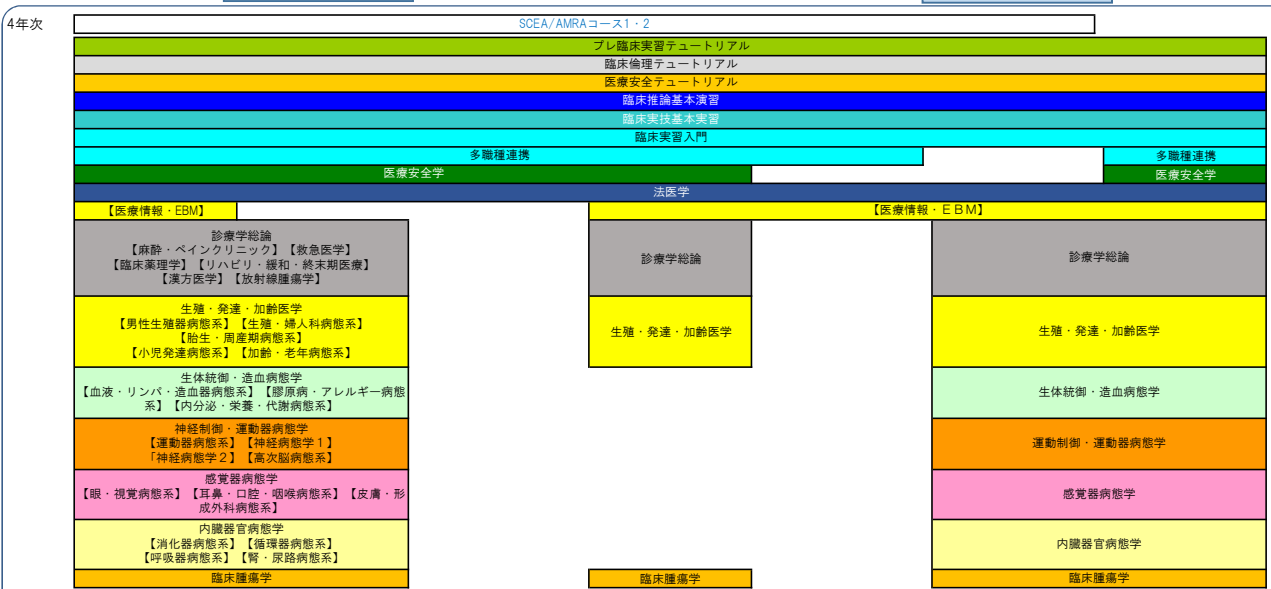 4年次
SCEA/AMRAコース1・2
プレ臨床実習テュートリアル
臨床倫理テュートリアル
医療安全テュートリアル
臨床推論基本演習
臨床実技基本実習
臨床実習入門
多職種連携
多職種連携
医療安全学
医療安全学
法医学
【医療情報・EBM】
【医療情報・ＥＢＭ】
診療学総論
【麻酔・ペインクリニック】【救急医学】
【臨床薬理学】【リハビリ・緩和・終末期医療】
【漢方医学】【放射線腫瘍学】
診療学総論
診療学総論
生殖・発達・加齢医学
【男性生殖器病態系】【生殖・婦人科病態系】
【胎生・周産期病態系】
【小児発達病態系】【加齢・老年病態系】
生殖・発達・加齢医学
生殖・発達・加齢医学
生体統御・造血病態学
【血液・リンパ・造血器病態系】【膠原病・アレルギー病態
系】【内分泌・栄養・代謝病態系】
生体統御・造血病態学
神経制御・運動器病態学
【運動器病態系】【神経病態学１】
「神経病態学２】【高次脳病態系】
運動制御・運動器病態学
感覚器病態学
【眼・視覚病態系】【耳鼻・口腔・咽喉病態系】【皮膚・形
成外科病態系】
感覚器病態学
内臓器官病態学
【消化器病態系】【循環器病態系】
【呼吸器病態系】【腎・尿路病態系】
内臓器官病態学
臨床腫瘍学
臨床腫瘍学
臨床腫瘍学